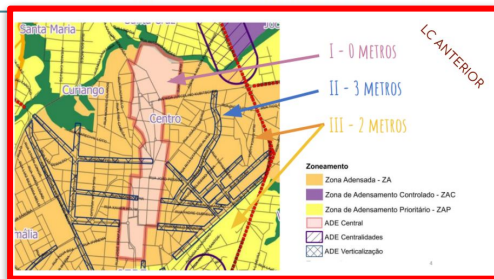 Santa Maria
Curiango
Centro
I - 0 METROS
II - 3 METROS
III - 2 METROS
LC ANTERIOR
Zoneamento
Zona Adensada - ZA
Zona de Adensamento Controlado - ZAC
Zona de Adensamento Prioritário - ZAP
ADE Central
ADE Centralidades
ADE Verticalização